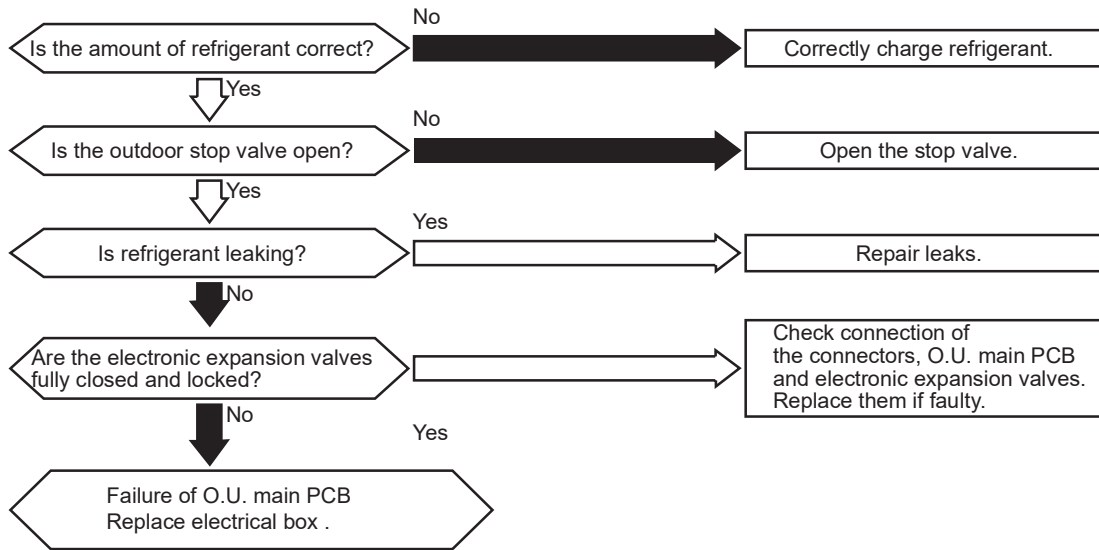 No
Is the amount of refrigerant correct?
Correctly charge refrigerant.
Yes
No
Is the outdoor stop valve open?
Open the stop valve.
Yes
Yes
Is refrigerant leaking?
Repair leaks.
No
Are the electronic expansion valves
fully closed and locked?
Check connection of
the connectors, O.U. main PCB
and electronic expansion valves.
Replace them if faulty.
No
Yes
Failure of O.U. main PCB
Replace electrical box .